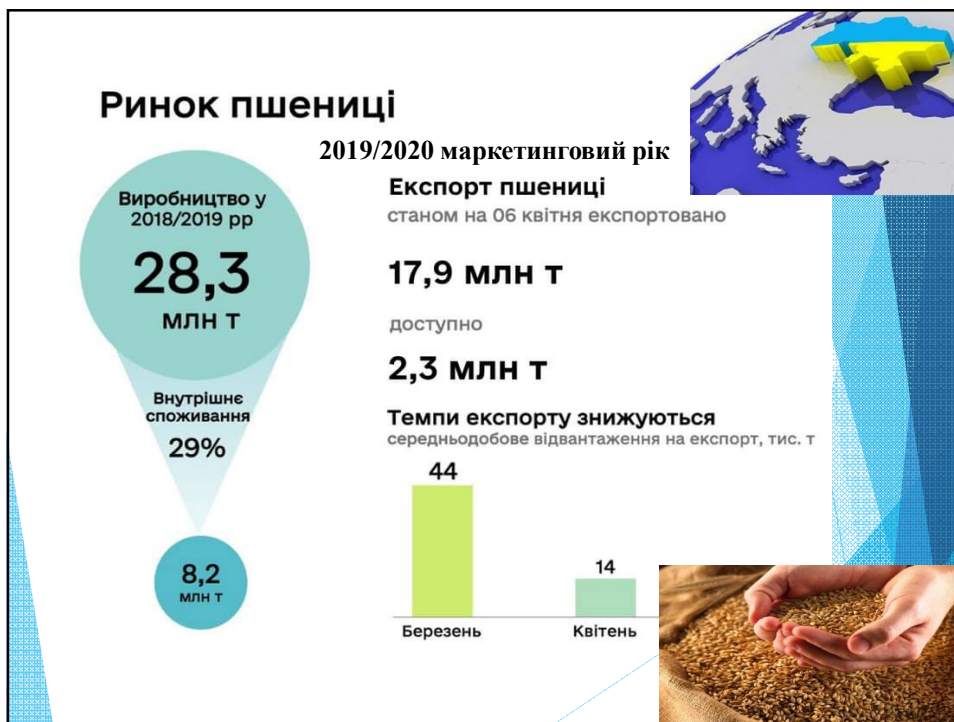 Ринок пшениці
2019/2020 маркетинговий рік
Виробництво у
2018/2019 рр
28,3
млн т
Внутрішнє
споживання
29%
8,2
млн т
Експорт пшениці
станом на 06 квітня експортовано
17,9 млн т
доступно
2,3 млн т
Темпи експорту знижуються
середньодобове відвантаження на експорт, тис. т
44
14
Березень
Квітень